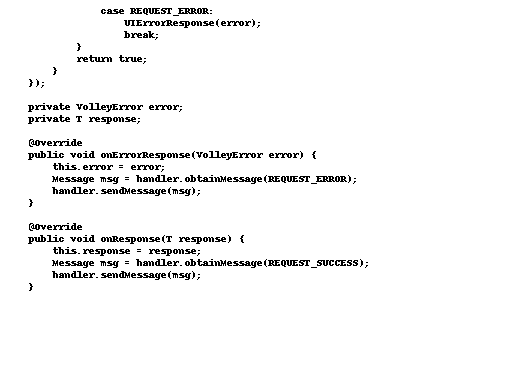 case REQUEST_ERROR:
UIErrorResponse(error);
break;
}
return true;
}
});
private VolleyError error;
private T response;
@Override
public void onErrorResponse(VolleyError error) {
this.error = error;
Message msg = handler.obtainMessage(REQUEST_ERROR);
handler.sendMessage(msg);
}
@Override
public void onResponse(T response) {
this.response = response;
Message msg = handler.obtainMessage(REQUEST_SUCCESS);
handler.sendMessage(msg);
}